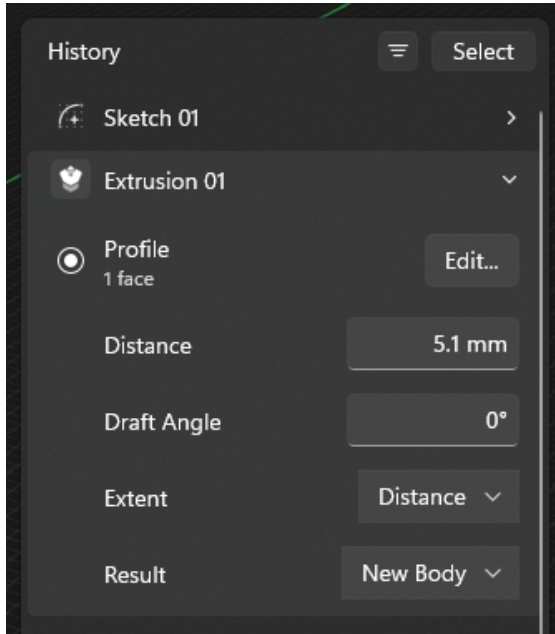 History
Select
Sketch 01
Extrusion 01
Profile
1 face
Edit...
Distance
5.1 mm
Draft Angle
0°
Extent
Distance
Result
New Body